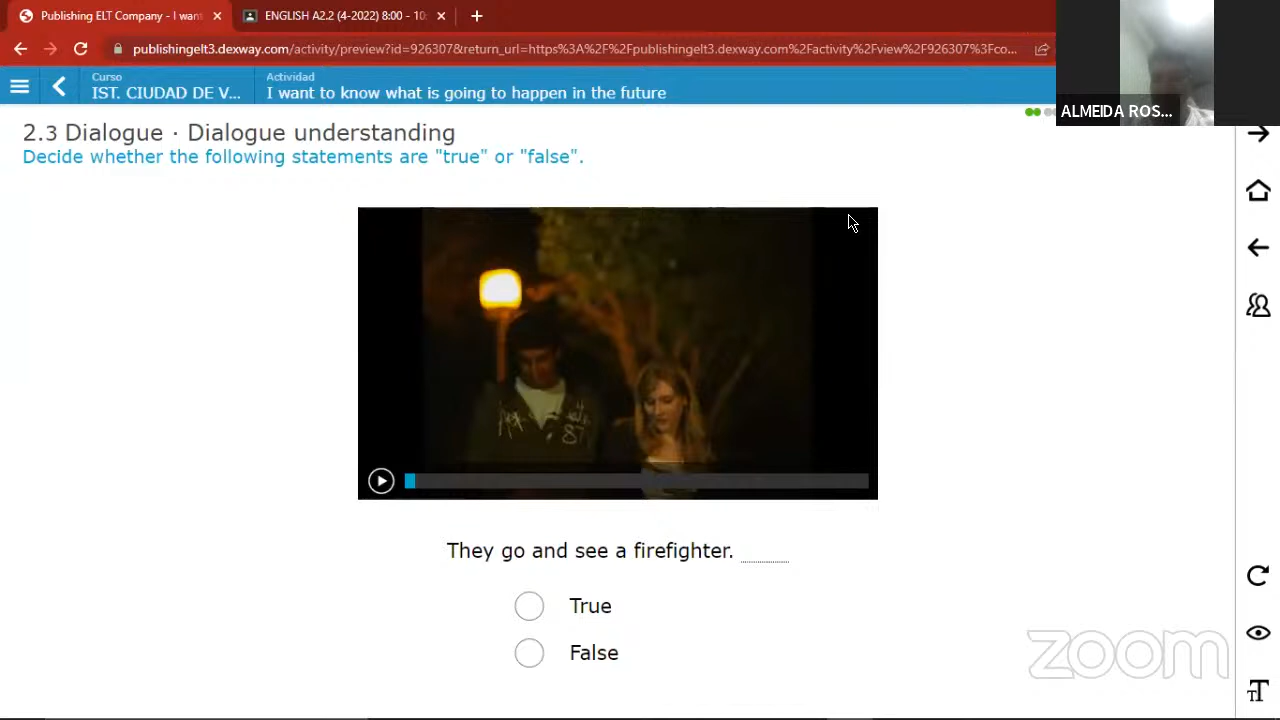 Publishing ELT Company - I want
ENGLISH A2.2 (4-2022) 8:00 - 10:
publishingelt3.dexway.com/activity/preview?id=926307&return_url=https%3A%2F%2Fpublishingelt3.dexway.com%2Factivity%2Fview%2F926307%3Fco...
Curso
IST. CIUDAD DE V...
Actividad
I want to know what is going to happen in the future
ALMEIDA ROS...
2.3 Dialogue · Dialogue understanding
Decide whether the following statements are "true" or "false".
87
They go and see a firefighter.
True
False
zoom
TT